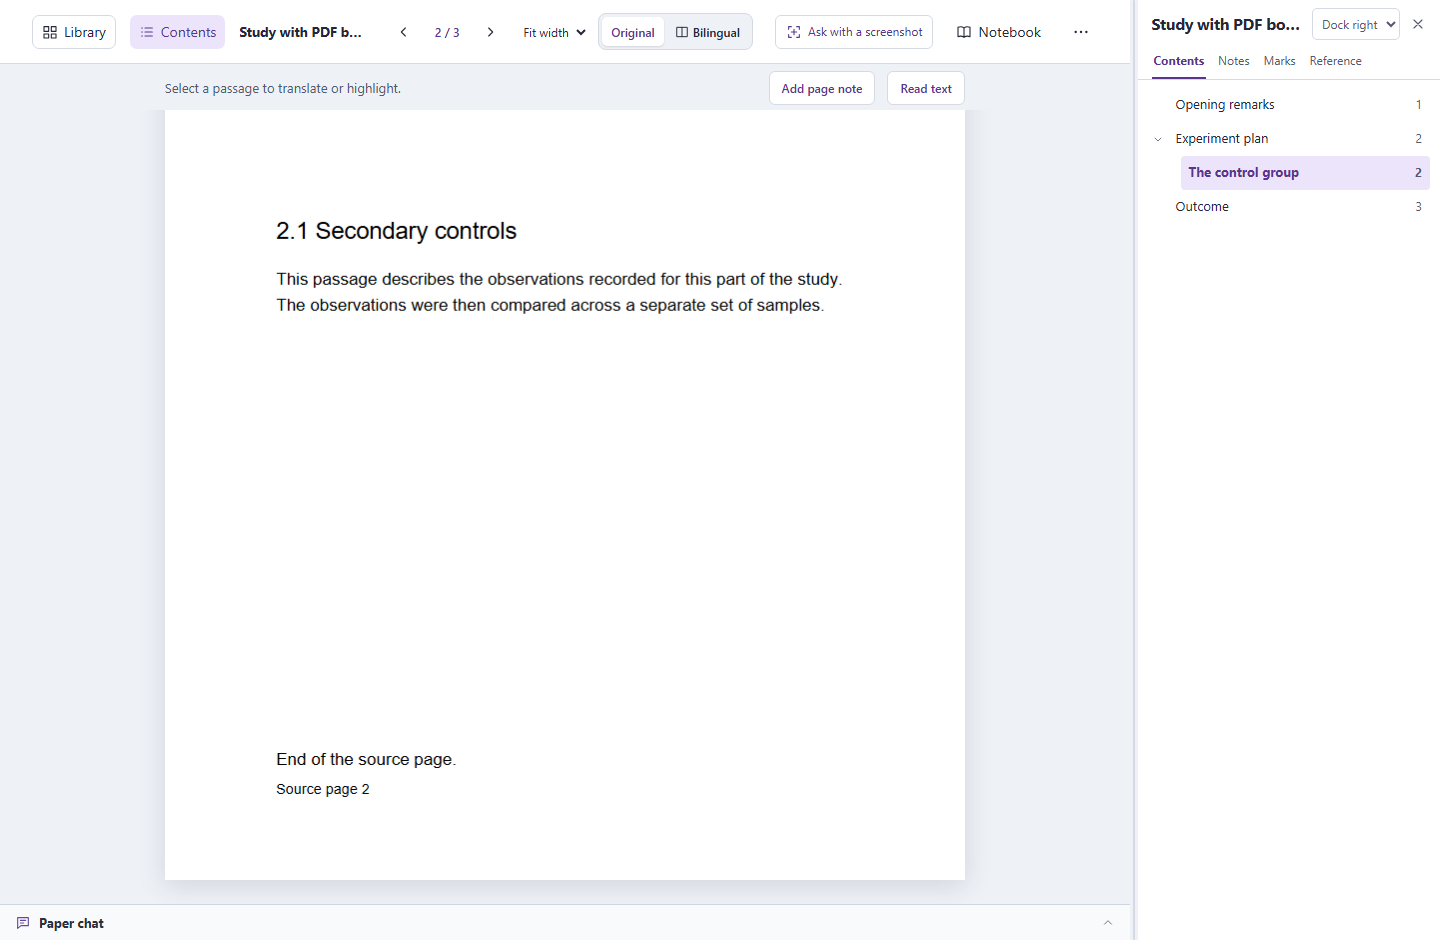 Library
Contents
Study with PDF b...
2 / 3
Fit width
Original
Bilingual
Ask with a screenshot
Notebook
Select a passage to translate or highlight.
Add page note
Read text
2.1 Secondary controls
This passage describes the observations recorded for this part of the study.
The observations were then compared across a separate set of samples.
End of the source page.
Source page 2
Paper chat
Study with PDF bo...
Dock right
Contents Notes Marks Reference
Opening remarks 1
Experiment plan 2
The control group 2
Outcome 3